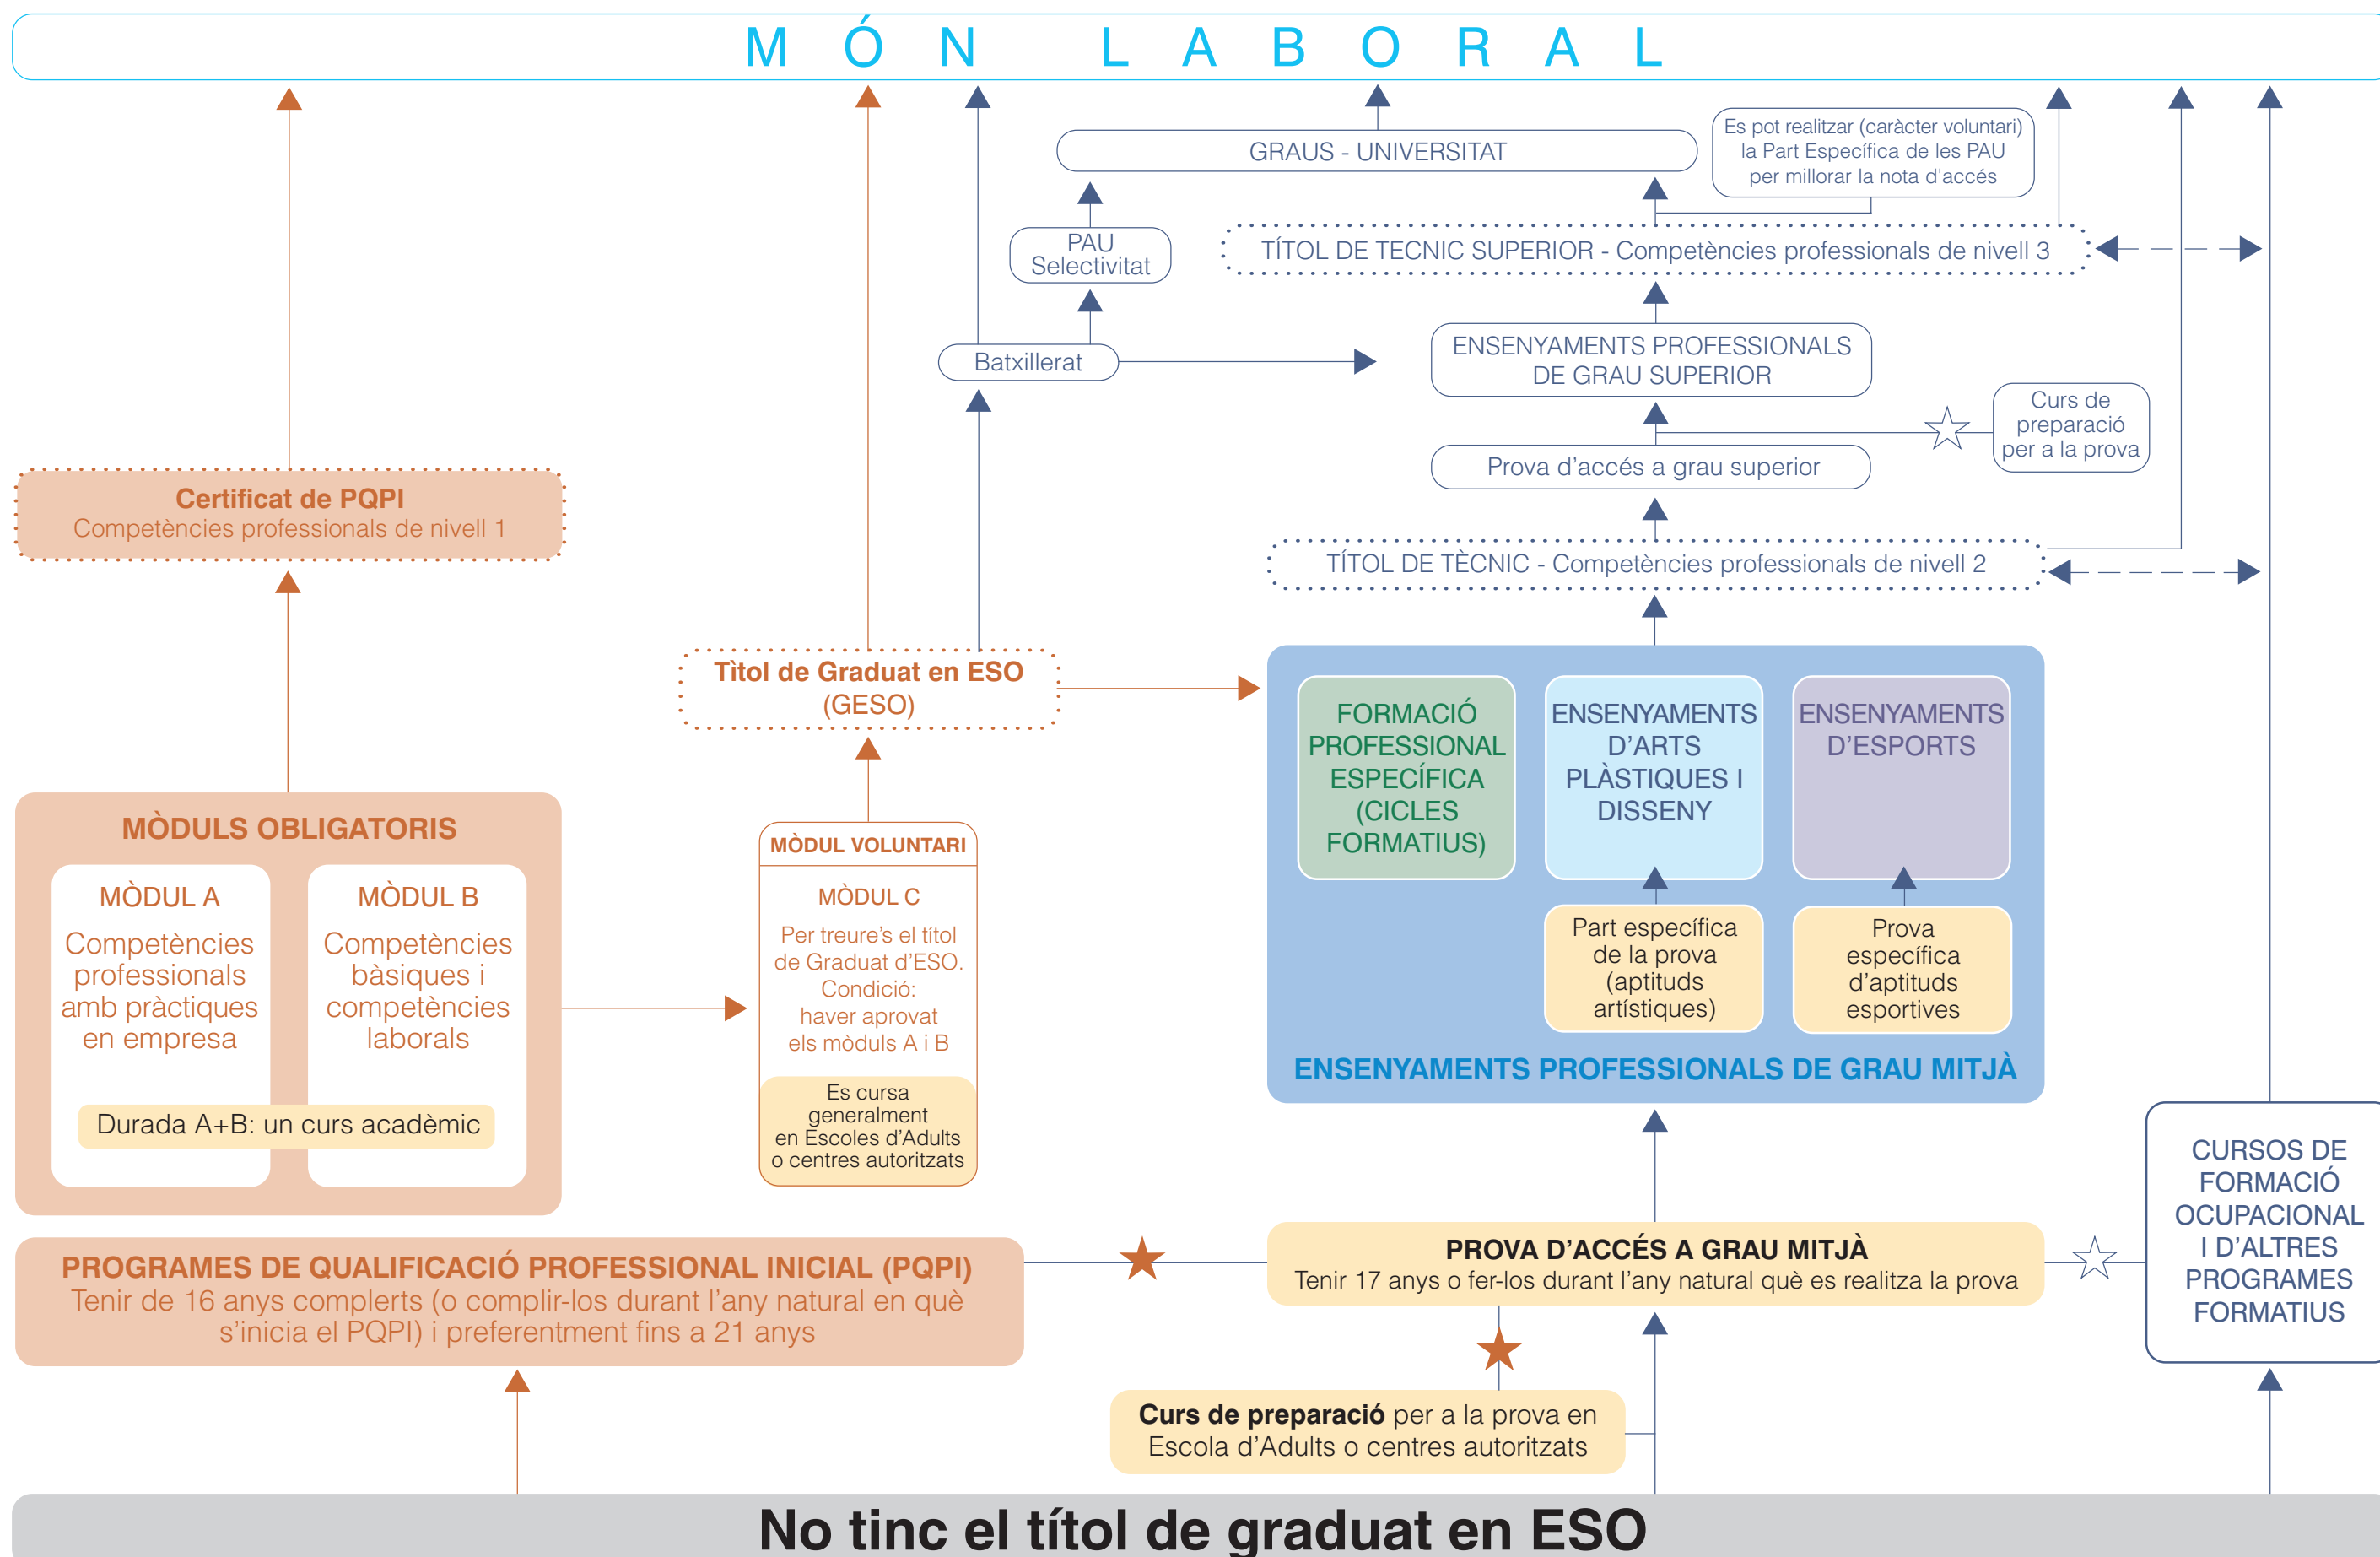 MÓN LABORAL
GRAUS - UNIVERSITAT
Es pot realitzar (caràcter voluntari)
la Part Específica de les PAU
per millorar la nota d'accés
PAU
Selectivitat
TÍTOL DE TECNIC SUPERIOR - Competències professionals de nivell 3
Batxillerat
ENSENYAMENTS PROFESSIONALS
DE GRAU SUPERIOR
Curs de
preparació
per a la prova
Prova d’accés a grau superior
Certificat de PQPI
Competències professionals de nivell 1
TÍTOL DE TÈCNIC - Competències professionals de nivell 2
Tìtol de Graduat en ESO
(GESO)
FORMACIÓ
PROFESSIONAL
ESPECÍFICA
(CICLES
FORMATIUS)
ENSENYAMENTS
D’ARTS
PLÀSTIQUES I
DISSENY
ENSENYAMENTS
D’ESPORTS
Part específica
de la prova
(aptituds
artístiques)
Prova
específica
d’aptituds
esportives
ENSENYAMENTS PROFESSIONALS DE GRAU MITJÀ
MÒDULS OBLIGATORIS
MÒDUL A
Competències
professionals
amb pràctiques
en empresa
MÒDUL B
Competències
bàsiques i
competències
laborals
Durada A+B: un curs acadèmic
MÒDUL VOLUNTARI
MÒDUL C
Per treure’s el títol
de Graduat d’ESO.
Condició:
haver aprovat
els mòduls A i B
Es cursa
generalment
en Escoles d’Adults
o centres autoritzats
CURSOS DE
FORMACIÓ
OCUPACIONAL
I D’ALTRES
PROGRAMES
FORMATIUS
PROGRAMES DE QUALIFICACIÓ PROFESSIONAL INICIAL (PQPI)
Tenir de 16 anys complerts (o complir-los durant l’any natural en què
s’inicia el PQPI) i preferentment fins a 21 anys
PROVA D’ACCÉS A GRAU MITJÀ
Tenir 17 anys o fer-los durant l’any natural què es realitza la prova
Curs de preparació per a la prova en
Escola d’Adults o centres autoritzats
No tinc el títol de graduat en ESO